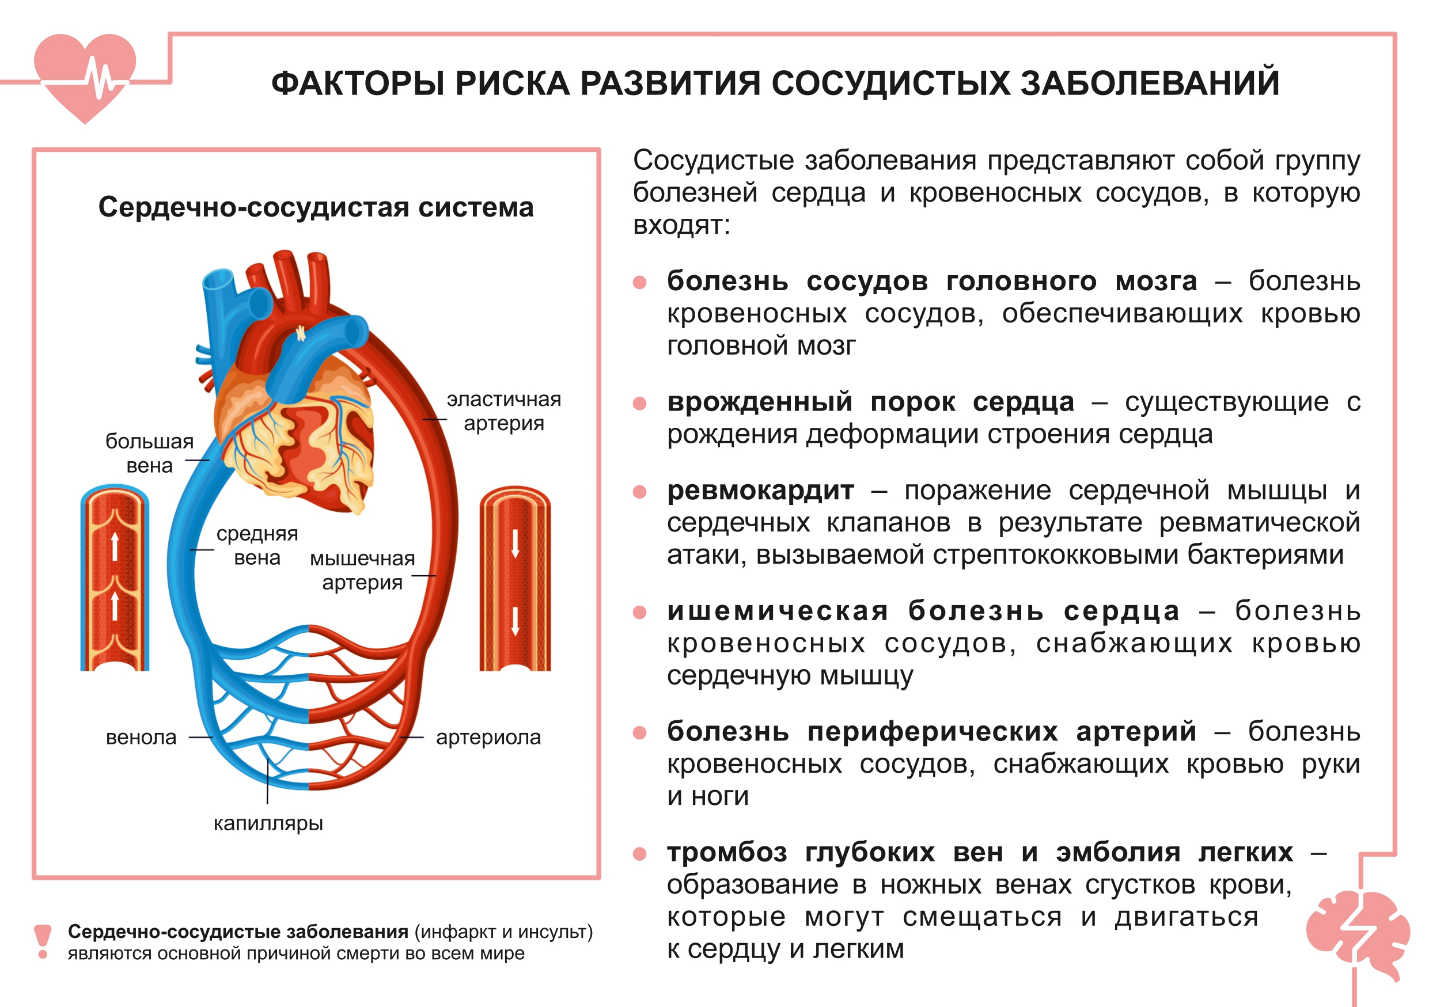 ФАКТОРЫ РИСКА РАЗВИТИЯ СОСУДИСТЫХ ЗАБОЛЕВАНИЙ
Сердечно-сосудистая система
эластичная
артерия
большая
вена
средняя
вена
мышечная
артерия
венола
артериола
капилляры
Сердечно-сосудистые заболевания (инфаркт и инсульт)
являются основной причиной смерти во всем мире
Сосудистые заболевания представляют собой группу
болезней сердца и кровеносных сосудов, в которую
входят:
болезнь сосудов головного мозга – болезнь
кровеносных сосудов, обеспечивающих кровью
головной мозг
врожденный порок сердца – существующие с
рождения деформации строения сердца
ревмокардит – поражение сердечной мышцы и
сердечных клапанов в результате ревматической
атаки, вызываемой стрептококковыми бактериями
ишемическая болезнь сердца – болезнь
кровеносных сосудов, снабжающих кровью
сердечную мышцу
болезнь периферических артерий – болезнь
кровеносных сосудов, снабжающих кровью руки
и ноги
тромбоз глубоких вен и эмболия легких –
образование в ножных венах сгустков крови,
которые могут смещаться и двигаться
к сердцу и легким